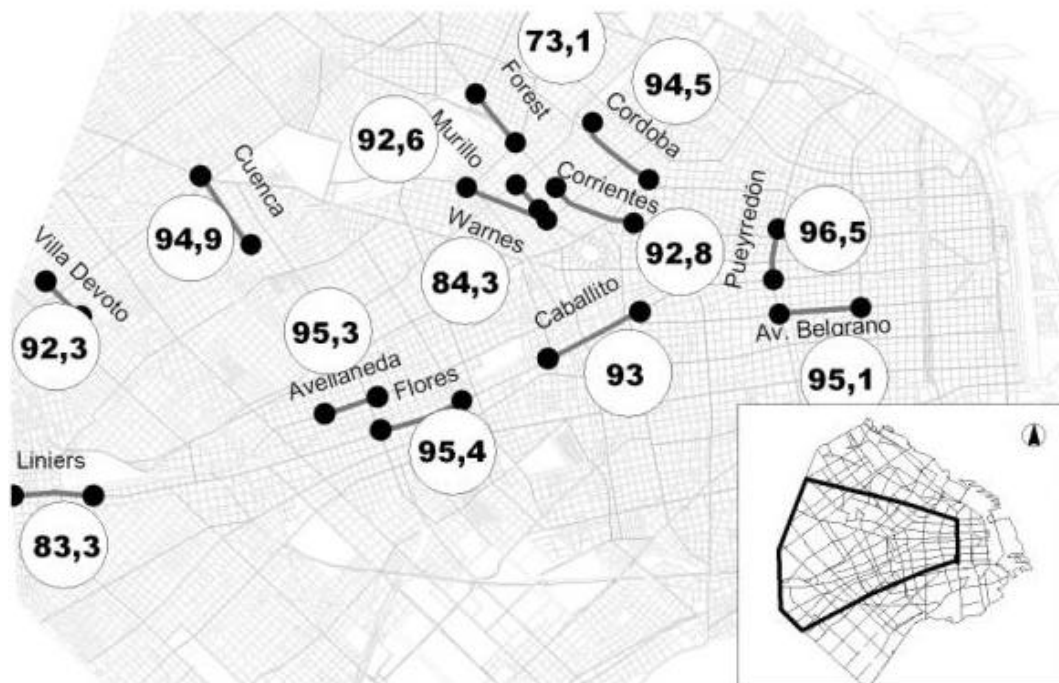 73,1
Forest
94,5
Cordoba
92,6
Murillo
Cuenca
94,9
Warnes
Corrientes
92,8
84,3
Pueyrredón
96,5
Villa Devoto
92,3
95,3
Caballito
93
Av. Belgrano
95,1
Avellaneda
Flores
95,4
Liniers
83,3